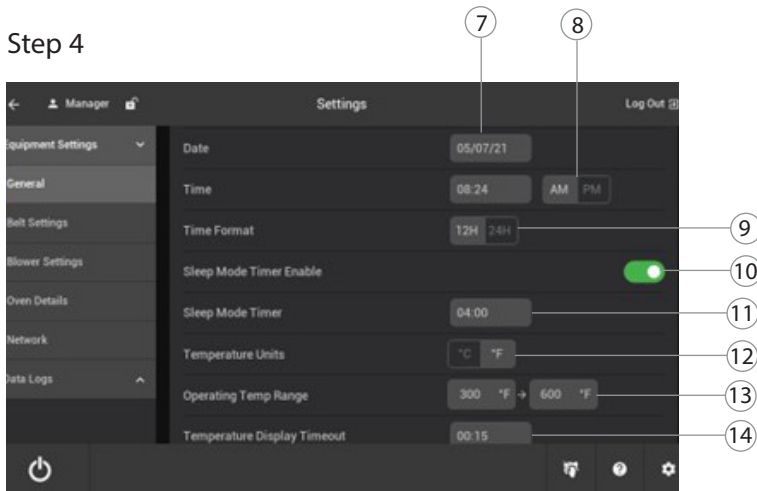 7 8
Step 4
Manager Settings Log Out
Equipment Settings
General
Belt Settings
Blower Settings
Oven Details
Network
Data Logs
Date 05/07/21
Time 08:24 AM PM
Time Format 12H 24H 9
Sleep Mode Timer Enable 10
Sleep Mode Timer 04:00 11
Temperature Units °C °F 12
Operating Temp Range 300 °F → 600 °F 13
Temperature Display Timeout 00:15 14